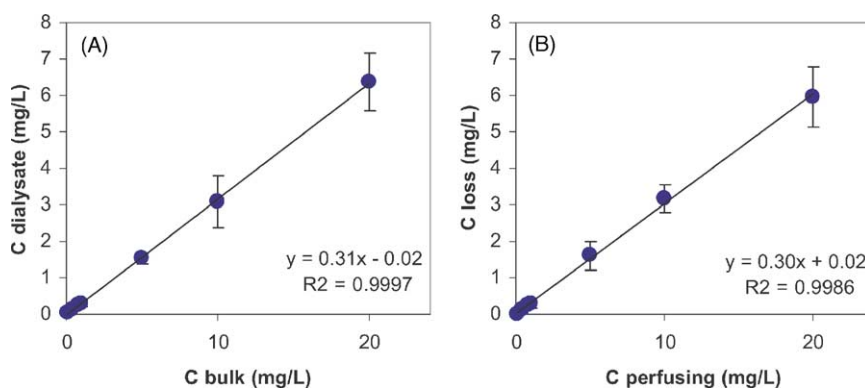 (A)
C dialysate (mg/L)
8
7
6
5
4
3
2
1
0
y = 0.31x - 0.02
R2 = 0.9997
0 10 20
C bulk (mg/L)
(B)
C loss (mg/L)
8
7
6
5
4
3
2
1
0
y = 0.30x + 0.02
R2 = 0.9986
0 10 20
C perfusing (mg/L)